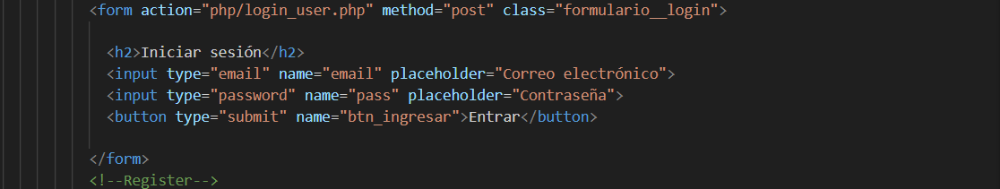 <form action="php/login_user.php" method="post" class="formulario__login">
<h2>Iniciar sesión</h2>
<input type="email" name="email" placeholder="Correo electrónico">
<input type="password" name="pass" placeholder="Contraseña">
<button type="submit" name="btn_ingresar">Entrar</button>
</form>
<!--Register-->